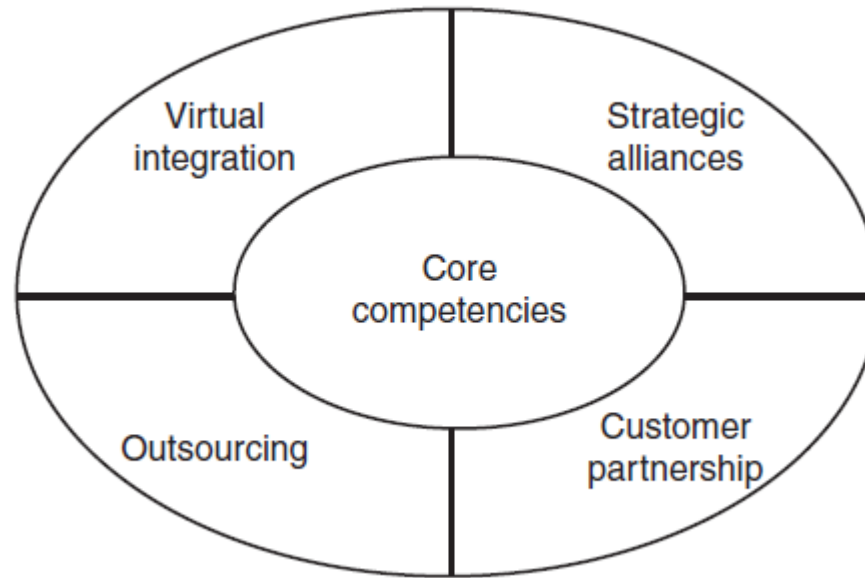 Virtual
integration
Strategic
alliances
Core
competencies
Outsourcing
Customer
partnership